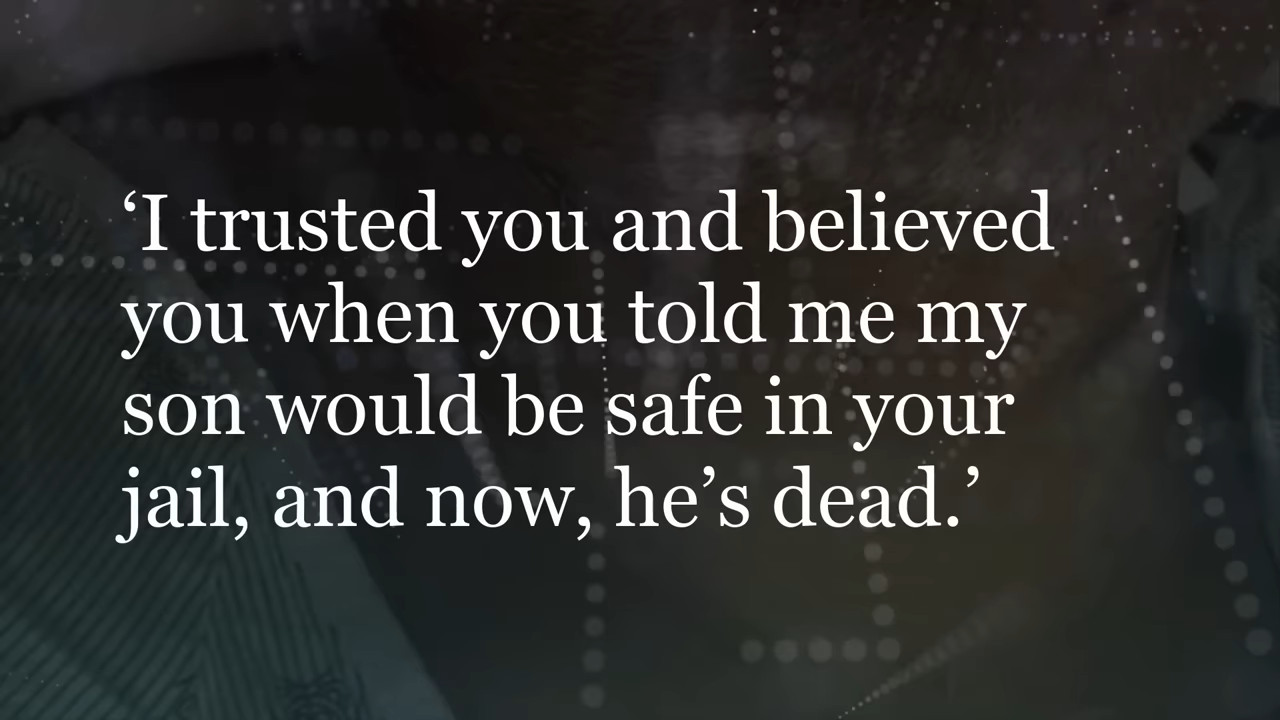 ‘I trusted you and believed
you when you told me my
son would be safe in your
jail, and now, he’s dead.’